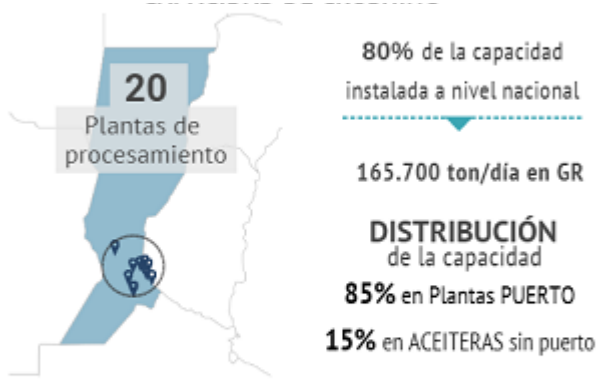 20
Plantas de
procesamiento
80% de la capacidad
instalada a nivel nacional
165.700 ton/día en GR
DISTRIBUCIÓN
de la capacidad
85% en Plantas PUERTO
15% en ACEITERAS sin puerto